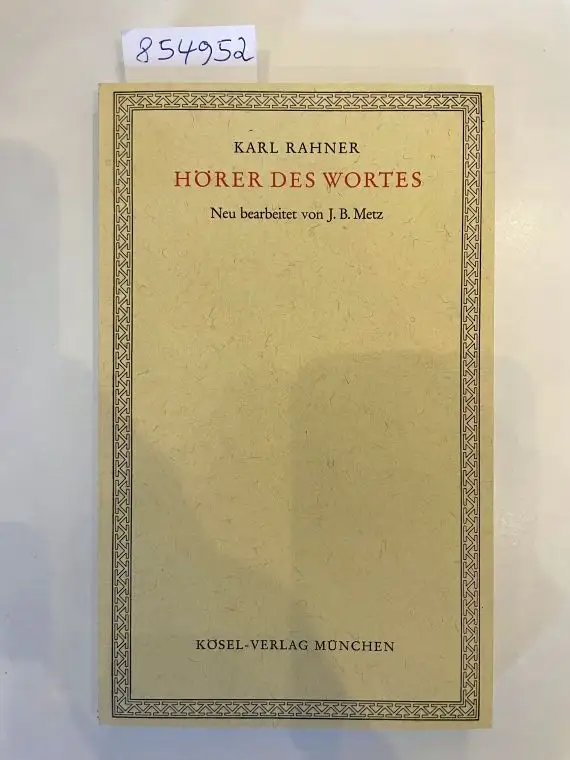 854952
KARL RAHNER
HÖRER DES WORTES
Neu bearbeitet von J. B. Metz
KÖSEL-VERLAG MÜNCHEN